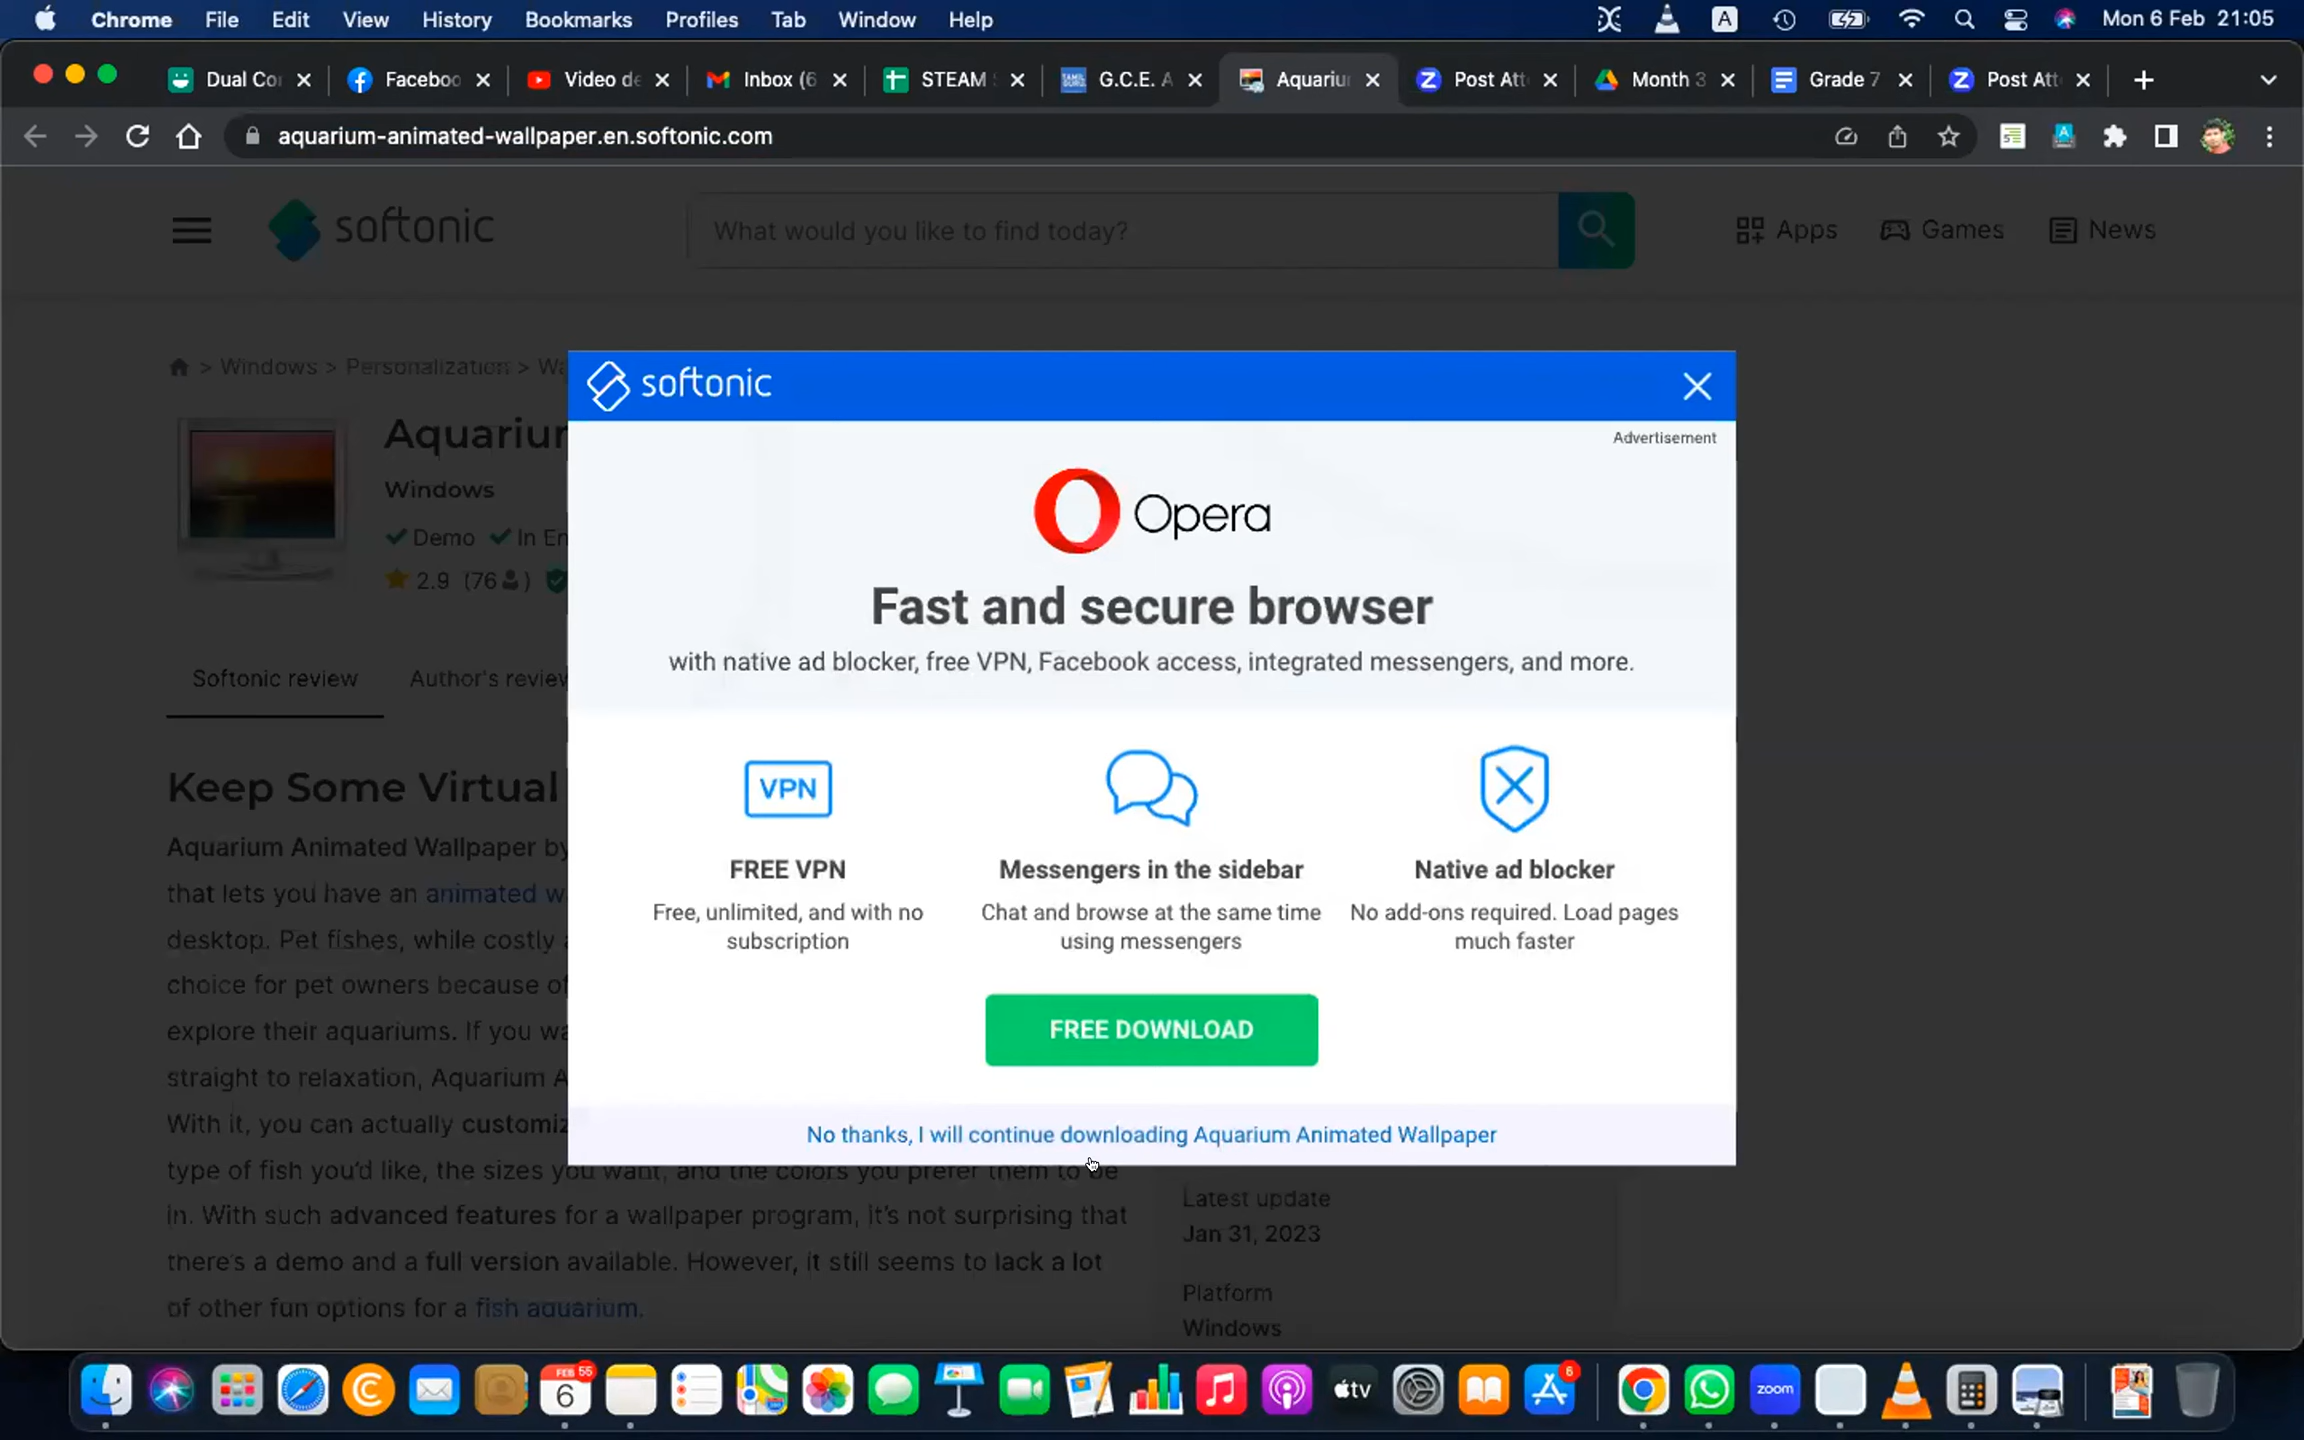 Chrome File Edit View History Bookmarks Profiles Tab Window Help A Mon 6 Feb 21:05
Dual Co Faceboo Video de Inbox (6 STEAM G.C.E. A Aquariu Post Att Month 3 Grade 7 Post Att
aquarium-animated-wallpaper.en.softonic.com
softonic What would you like to find today? Apps Games News
> Windows > Personalization >
softonic
Advertisement
Aquariu
Windows
Demo In En
2.9 (76)
Opera
Fast and secure browser
with native ad blocker, free VPN, Facebook access, integrated messengers, and more.
Softonic review Author's review
VPN
FREE VPN Messengers in the sidebar Native ad blocker
Free, unlimited, and with no Chat and browse at the same time No add-ons required. Load pages
subscription using messengers much faster
FREE DOWNLOAD
No thanks, I will continue downloading Aquarium Animated Wallpaper
Keep Some Virtual
Aquarium Animated Wallpaper by
that lets you have an animated w
desktop. Pet fishes, while costly
choice for pet owners because of
explore their aquariums. If you wa
straight to relaxation, Aquarium A
With it, you can actually customiz
type of fish you'd like, the sizes you want, and the colors you prefer them to be
in. With such advanced features for a wallpaper program, it's not surprising that
there's a demo and a full version available. However, it still seems to lack a lot
of other fun options for a fish aquarium.
Latest update
Jan 31, 2023
Platform
Windows
FEB 55
6
tv
6
zoom